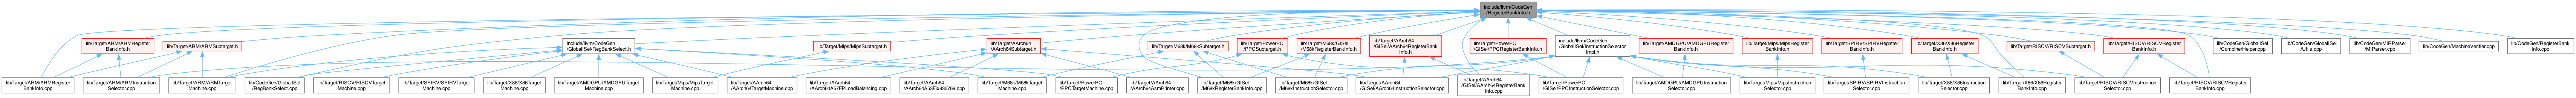 include/llvm/CodeGen
/RegisterBankInfo.h
lib/Target/ARM/ARMRegister
BankInfo.h
lib/Target/ARM/ARMSubtarget.h
include/llvm/CodeGen
/GlobalISel/RegBankSelect.h
lib/Target/Mips/MipsSubtarget.h
lib/Target/AArch64
/AArch64Subtarget.h
lib/Target/M68k/M68kSubtarget.h
lib/Target/PowerPC
/PPCSubtarget.h
lib/Target/M68k/GISel
/M68kRegisterBankInfo.h
lib/Target/AArch64
/GISel/AArch64RegisterBank
Info.h
lib/Target/PowerPC
/GISel/PPCRegisterBankInfo.h
include/llvm/CodeGen
/GlobalISel/InstructionSelector
Impl.h
lib/Target/AMDGPU/AMDGPURegister
BankInfo.h
lib/Target/Mips/MipsRegister
BankInfo.h
lib/Target/SPIRV/SPIRVRegister
BankInfo.h
lib/Target/X86/X86Register
BankInfo.h
lib/Target/RISCV/RISCVSubtarget.h
lib/Target/RISCV/RISCVRegister
BankInfo.h
lib/CodeGen/GlobalISel
/CombinerHelper.cpp
lib/CodeGen/GlobalISel
/Utils.cpp
lib/CodeGen/MIRParser
/MIParser.cpp
lib/CodeGen/MachineVerifier.cpp
lib/CodeGen/RegisterBank
Info.cpp
lib/Target/ARM/ARMRegister
BankInfo.cpp
lib/Target/ARM/ARMInstruction
Selector.cpp
lib/Target/ARM/ARMTarget
Machine.cpp
lib/CodeGen/GlobalISel
/RegBankSelect.cpp
lib/Target/RISCV/RISCVTarget
Machine.cpp
lib/Target/SPIRV/SPIRVTarget
Machine.cpp
lib/Target/X86/X86Target
Machine.cpp
lib/Target/AMDGPU/AMDGPUTarget
Machine.cpp
lib/Target/Mips/MipsTarget
Machine.cpp
lib/Target/AArch64
/AArch64TargetMachine.cpp
lib/Target/AArch64
/AArch64A57FPLoadBalancing.cpp
lib/Target/AArch64
/AArch64A53Fix835769.cpp
lib/Target/M68k/M68kTarget
Machine.cpp
lib/Target/PowerPC
/PPCTargetMachine.cpp
lib/Target/AArch64
/AArch64AsmPrinter.cpp
lib/Target/M68k/GISel
/M68kRegisterBankInfo.cpp
lib/Target/M68k/GISel
/M68kInstructionSelector.cpp
lib/Target/AArch64
/GISel/AArch64InstructionSelector.cpp
lib/Target/AArch64
/GISel/AArch64RegisterBank
Info.cpp
lib/Target/PowerPC
/GISel/PPCInstructionSelector.cpp
lib/Target/AMDGPU/AMDGPUInstruction
Selector.cpp
lib/Target/Mips/MipsInstruction
Selector.cpp
lib/Target/SPIRV/SPIRVInstruction
Selector.cpp
lib/Target/X86/X86Instruction
Selector.cpp
lib/Target/X86/X86Register
BankInfo.cpp
lib/Target/RISCV/RISCVInstruction
Selector.cpp
lib/Target/RISCV/RISCVRegister
BankInfo.cpp